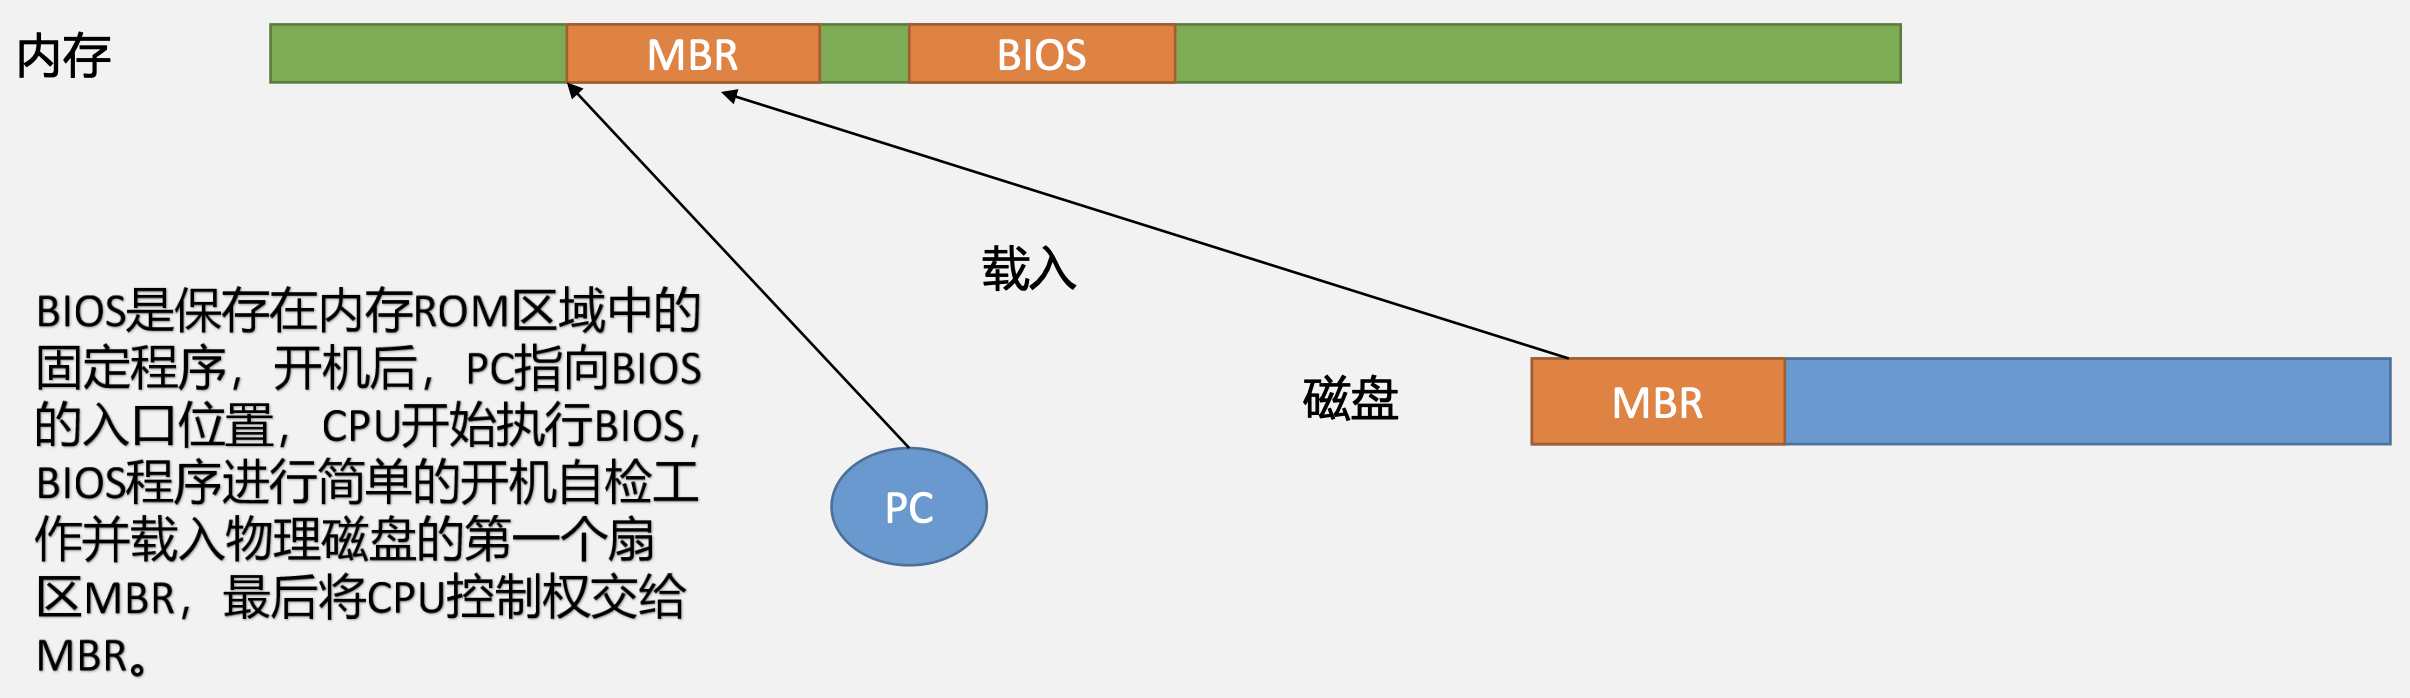 内存
MBR
BIOS
载入
BIOS是保存在内存ROM区域中的
固定程序，开机后，PC指向BIOS
的入口位置，CPU开始执行BIOS，
BIOS程序进行简单的开机自检工
作并载入物理磁盘的第一个扇
区MBR，最后将CPU控制权交给
MBR。
磁盘
MBR
PC